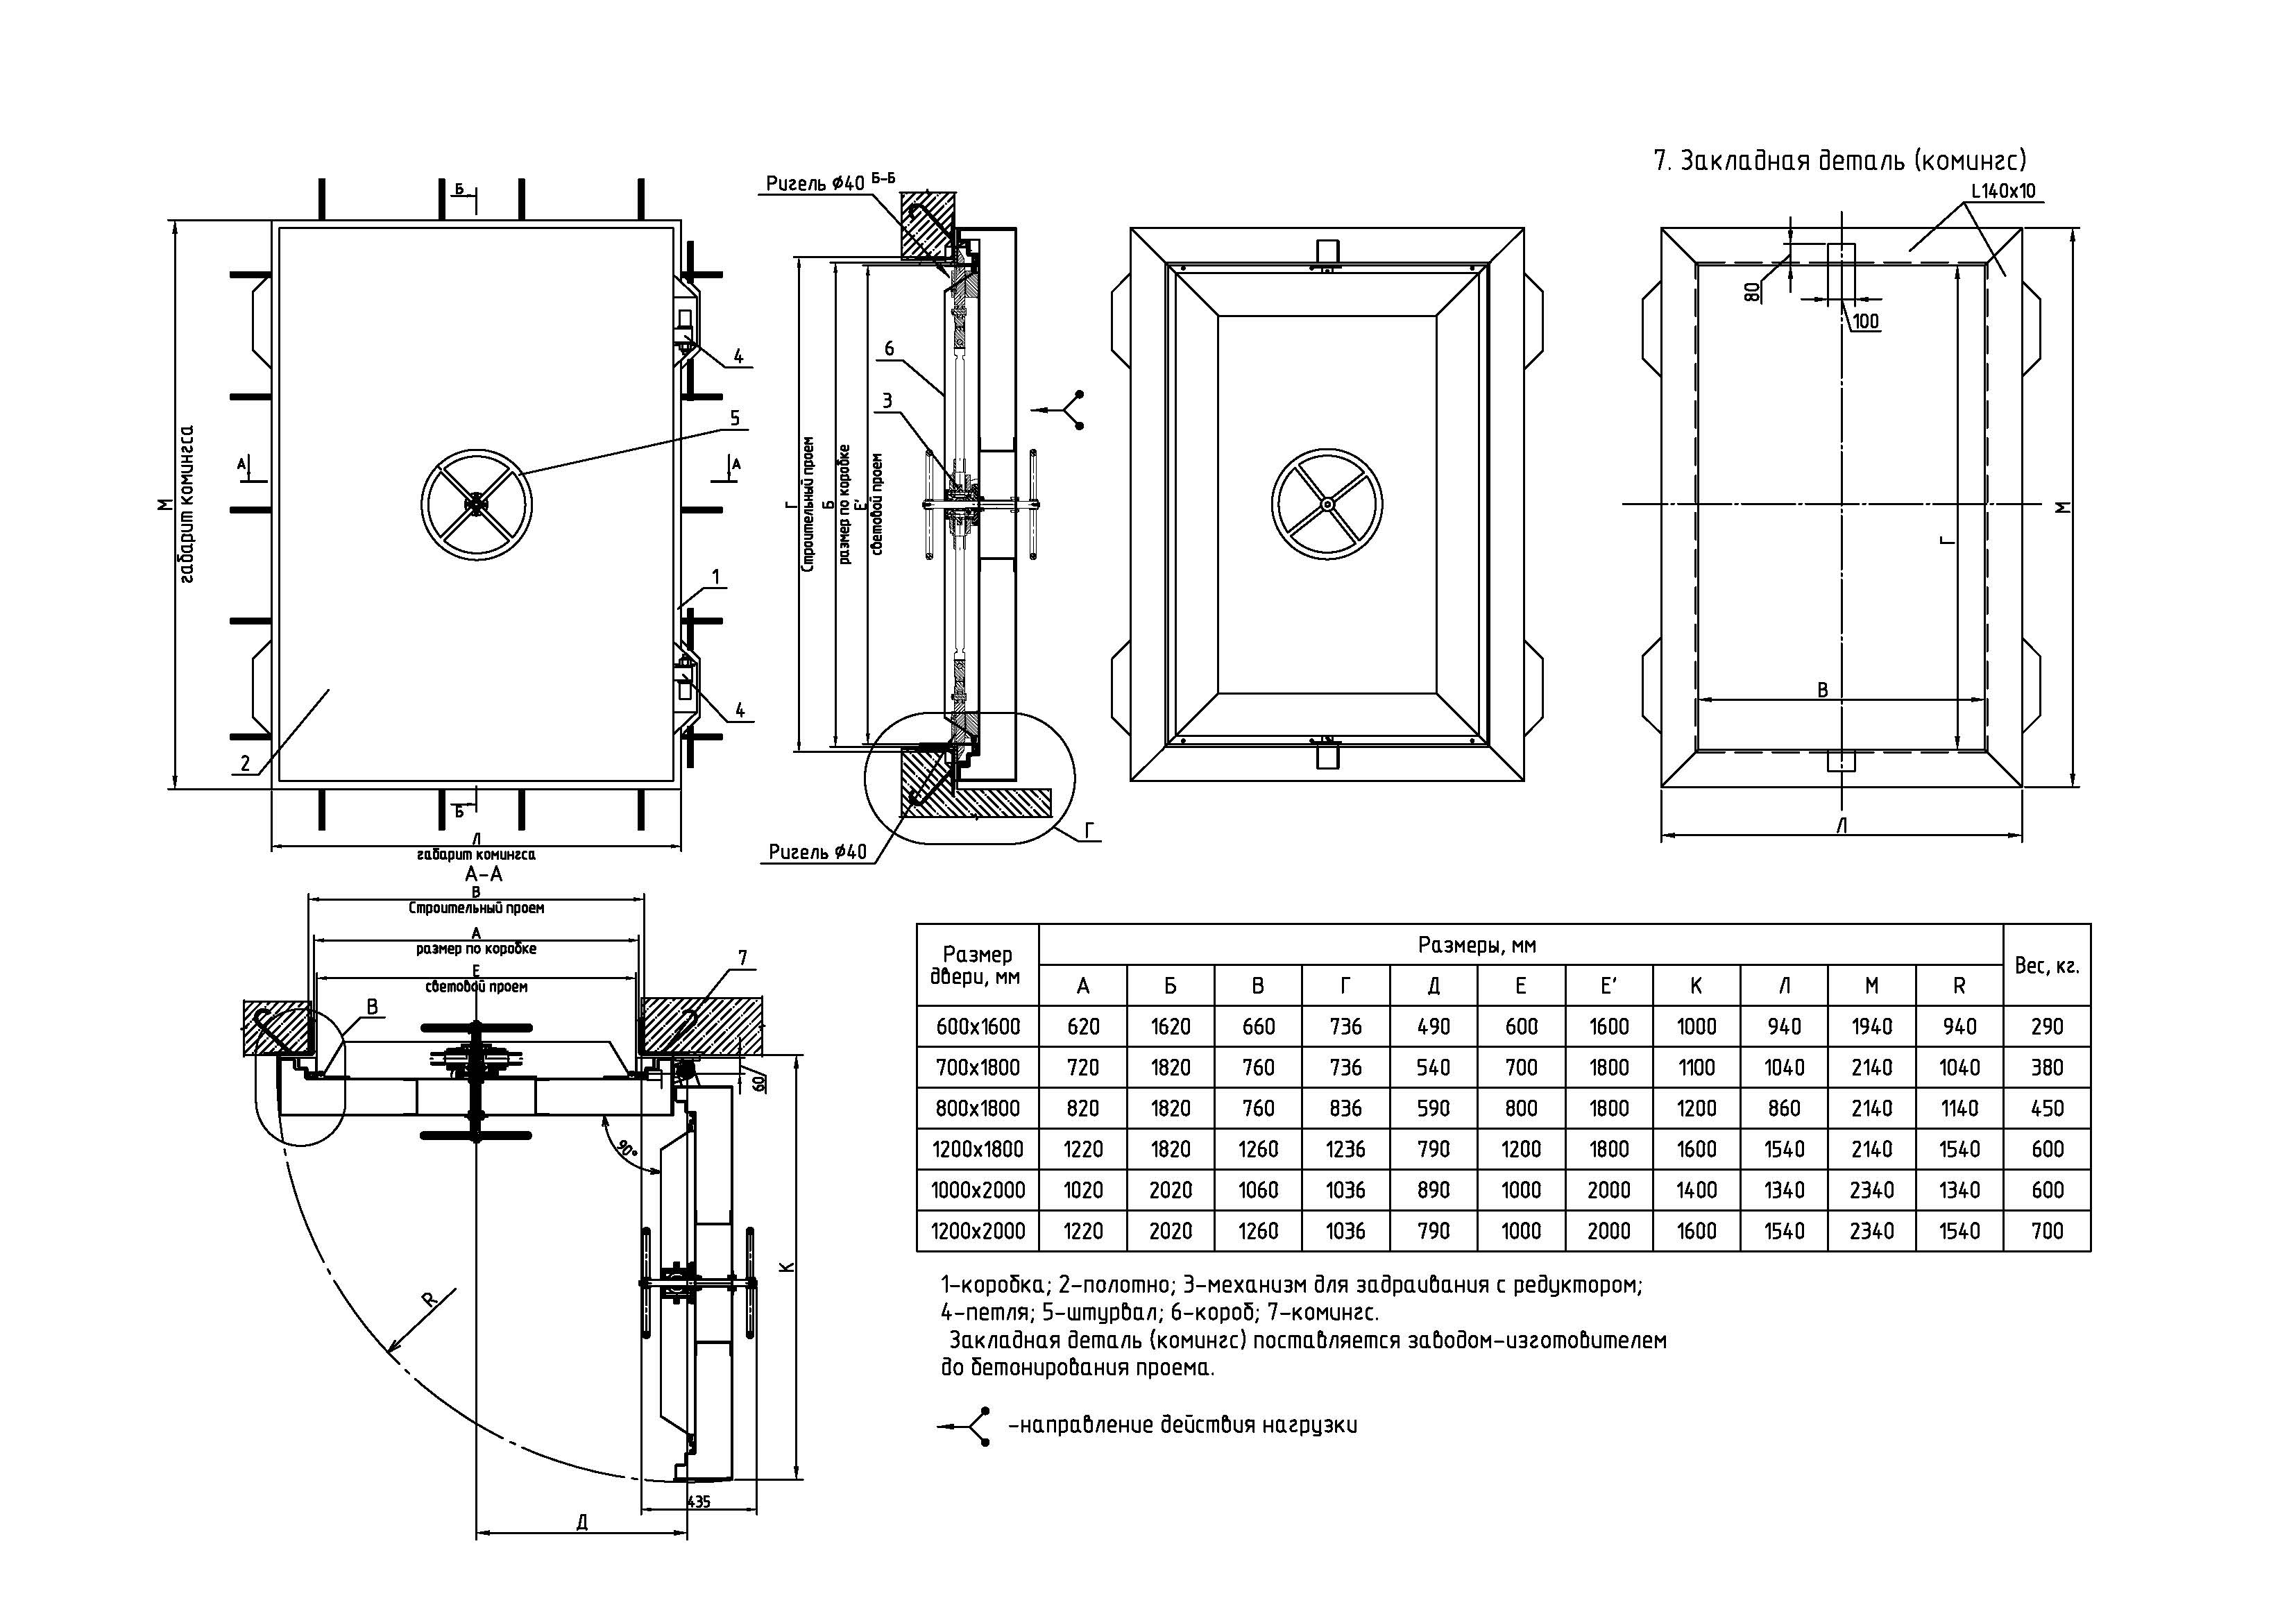 7. Закладная деталь (комингс)
L140x10
80
100
Г
М
В
Л
Б
А
А
Б
М
габарит комингса
4
5
1
4
2
Л
габарит комингса
Ригель ϕ40
Б-Б
6
3
Г
Строительный проем
Б
размер по коробке
Е'
световой проем
Ригель ϕ40
Г
А-А
В
Строительный проем
А
размер по коробке
Е
световой проем
В
7
60
90°
К
R
435
Д
Размер двери, мм | Размеры, мм | Вес, кг.
А Б В Г Д Е Е' К Л М R
600x1600 620 1620 660 736 490 600 1600 1000 940 1940 940 290
700x1800 720 1820 760 736 540 700 1800 1100 1040 2140 1040 380
800x1800 820 1820 760 836 590 800 1800 1200 860 2140 1140 450
1200x1800 1220 1820 1260 1236 790 1200 1800 1600 1540 2140 1540 600
1000x2000 1020 2020 1060 1036 890 1000 2000 1400 1340 2340 1340 600
1200x2000 1220 2020 1260 1036 790 1000 2000 1600 1540 2340 1540 700
1-коробка; 2-полотно; 3-механизм для задраивания с редуктором;
4-петля; 5-штурвал; 6-короб; 7-комингс.
Закладная деталь (комингс) поставляется заводом-изготовителем
до бетонирования проема.
-направление действия нагрузки